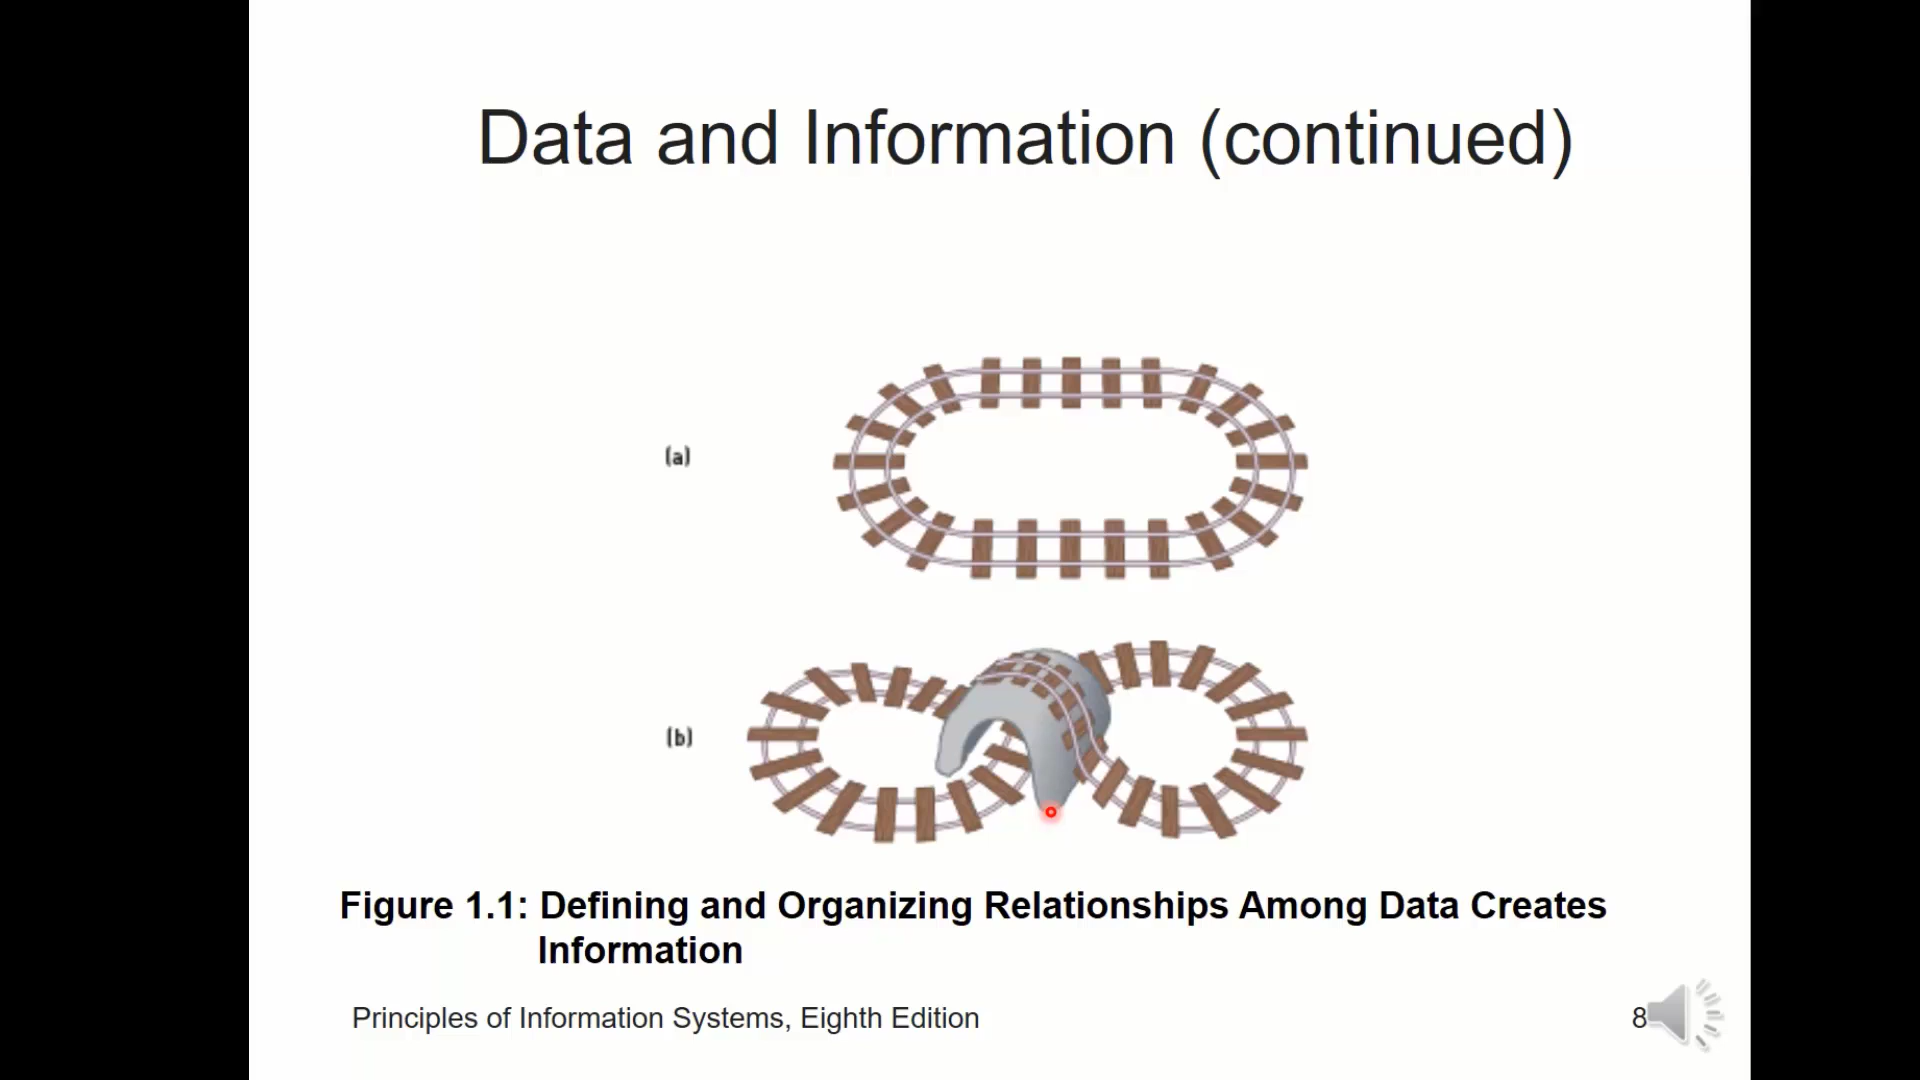 Data and Information (continued)
(a)
(b)
Figure 1.1: Defining and Organizing Relationships Among Data Creates
Information
Principles of Information Systems, Eighth Edition
8